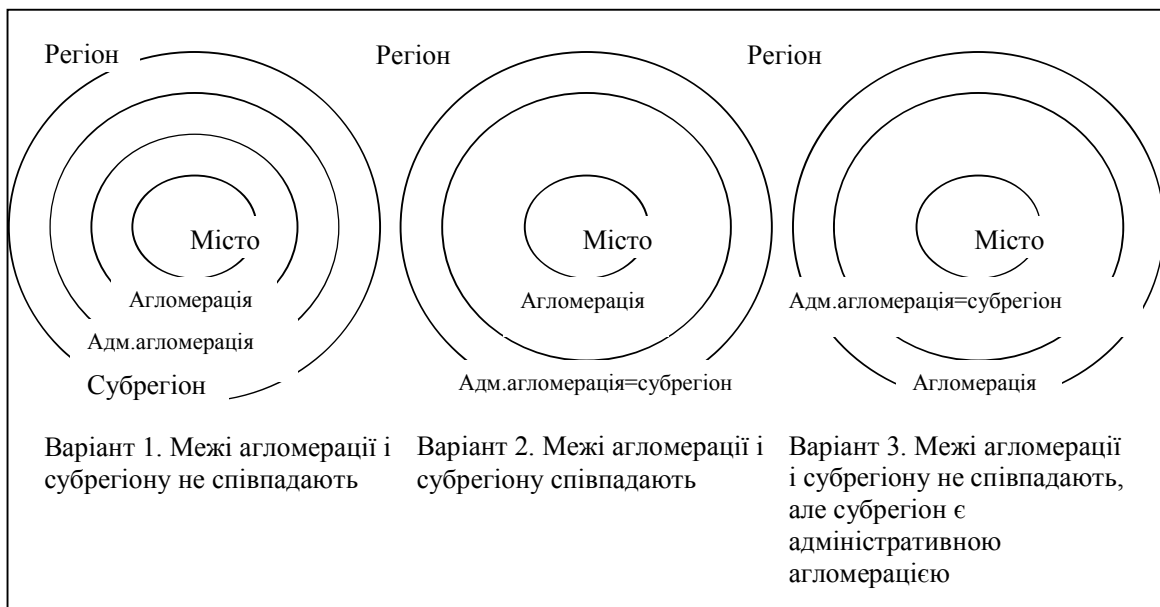 Регіон
Місто
Агломерація
Адм.агломерація
Субрегіон
Варіант 1. Межі агломерації і
субрегіону не співпадають
Регіон
Місто
Агломерація
Адм.агломерація=субрегіон
Варіант 2. Межі агломерації і
субрегіону співпадають
Регіон
Місто
Адм.агломерація=субрегіон
Агломерація
Варіант 3. Межі агломерації
і субрегіону не співпадають,
але субрегіон є
адміністративною
агломерацією